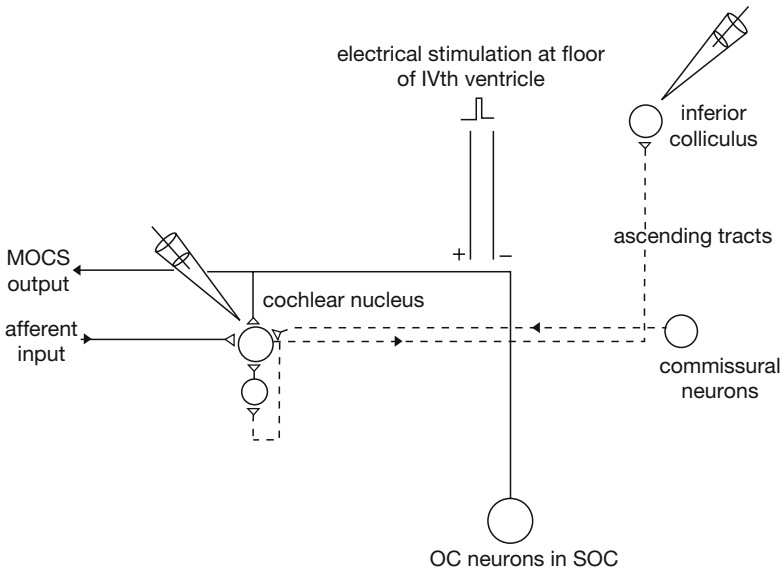 electrical stimulation at floor
of IVth ventricle
inferior
colliculus
ascending tracts
+
–
MOCS
output
cochlear nucleus
afferent
input
commissural
neurons
OC neurons in SOC